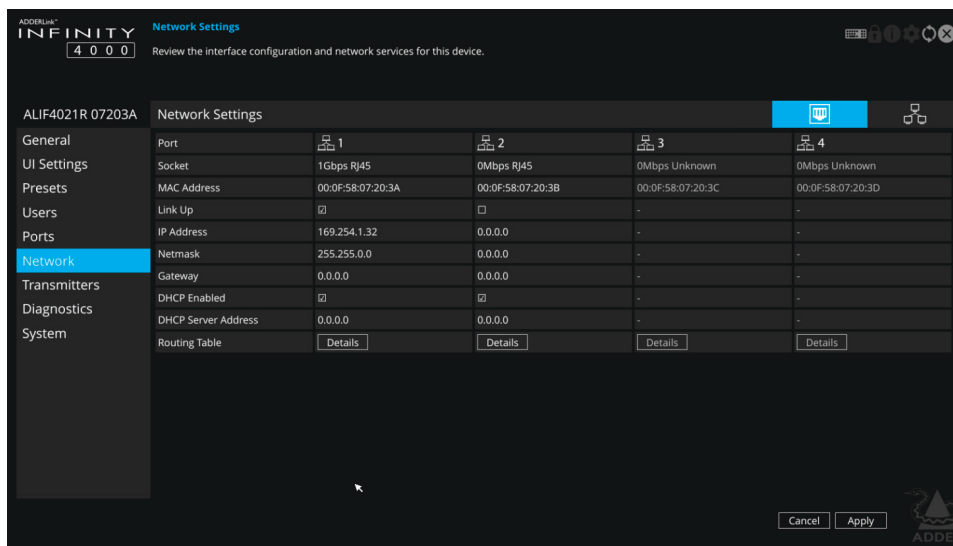 ADDERLink™
INFINITY
4000
Network Settings
Review the interface configuration and network services for this device.
ALIF4021R 07203A
Network Settings
General
UI Settings
Presets
Users
Ports
Network
Transmitters
Diagnostics
System
Port 1 2 3 4
Socket 1Gbps RJ45 0Mbps RJ45 0Mbps Unknown 0Mbps Unknown
MAC Address 00:0F:58:07:20:3A 00:0F:58:07:20:3B 00:0F:58:07:20:3C 00:0F:58:07:20:3D
Link Up ☑ ☐ - -
IP Address 169.254.1.32 0.0.0.0 - -
Netmask 255.255.0.0 0.0.0.0 - -
Gateway 0.0.0.0 0.0.0.0 - -
DHCP Enabled ☑ ☑ - -
DHCP Server Address 0.0.0.0 0.0.0.0 - -
Routing Table Details Details Details Details
Cancel Apply
ADDE